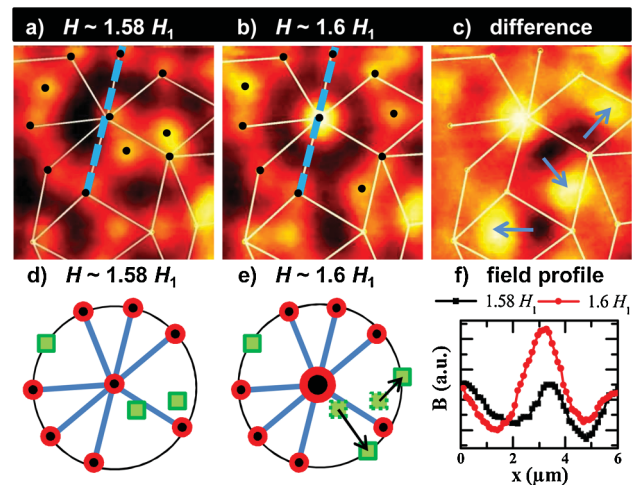 a) H ~ 1.58 H1 b) H ~ 1.6 H1 c) difference
d) H ~ 1.58 H1 e) H ~ 1.6 H1 f) field profile
1.58 H1 1.6 H1
B (a.u.)
0 2 4 6
x (μm)